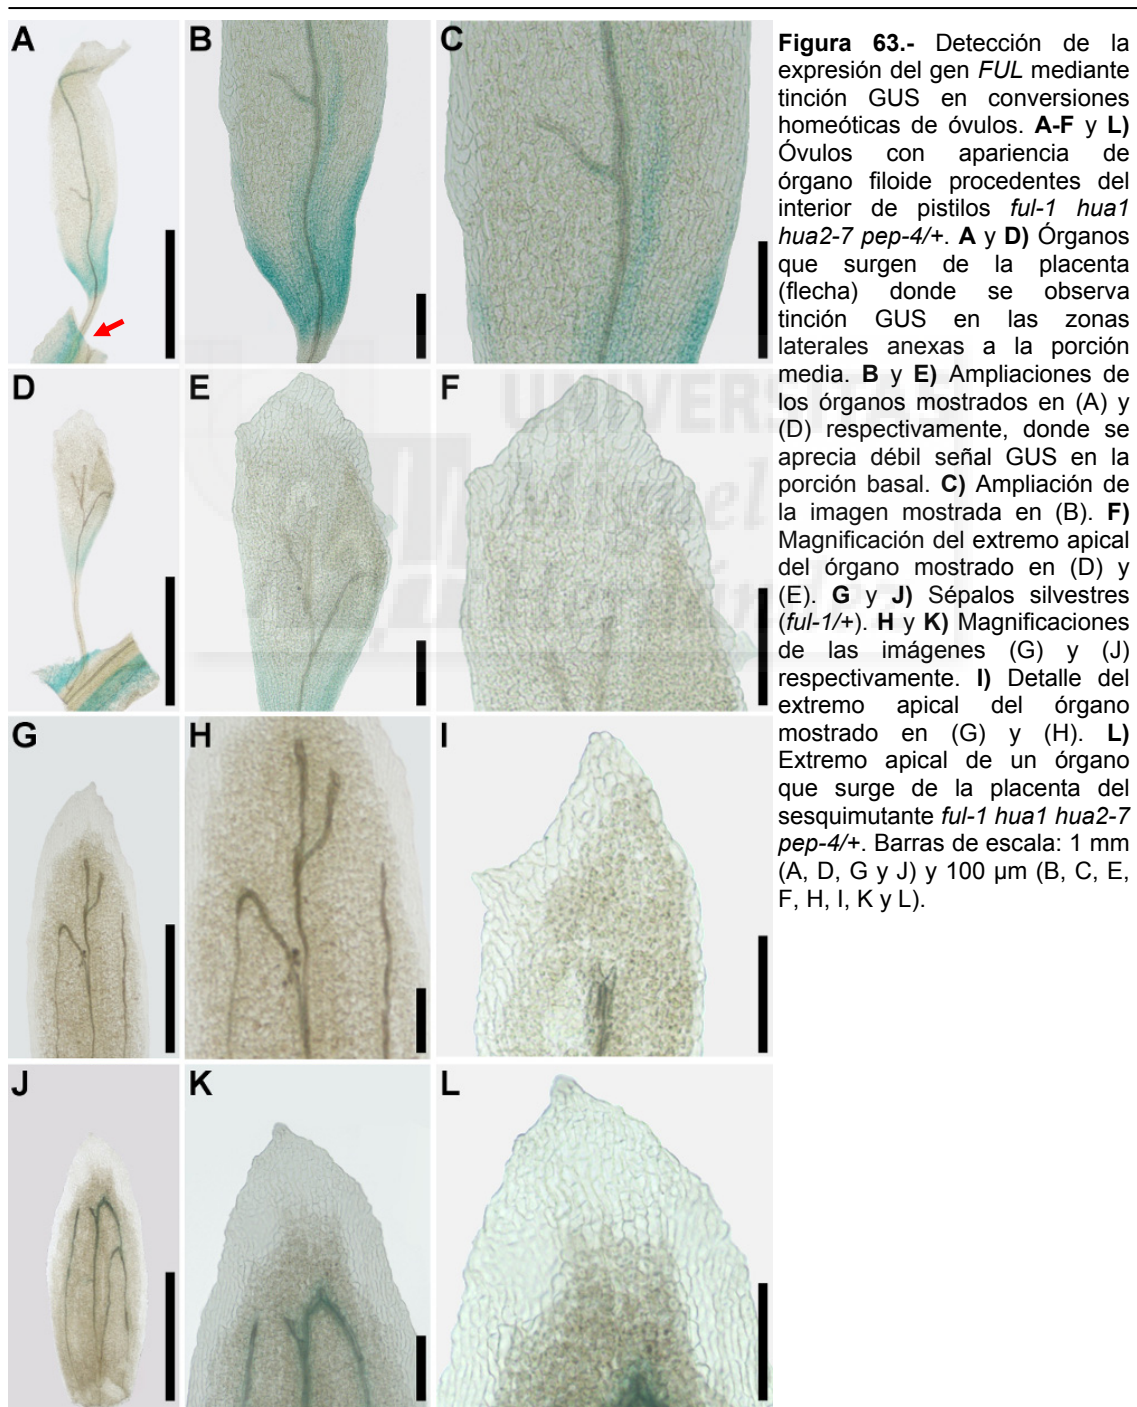 A
B
C
D
E
F
G
H
I
J
K
L
UNIVERSITAS
Miguel
Hernández
Figura 63.- Detección de la
expresión del gen FUL mediante
tinción GUS en conversiones
homeóticas de óvulos. A-F y L)
Óvulos con apariencia de
órgano filoide procedentes del
interior de pistilos ful-1 hua1
hua2-7 pep-4/+. A y D) Órganos
que surgen de la placenta
(flecha) donde se observa
tinción GUS en las zonas
laterales anexas a la porción
media. B y E) Ampliaciones de
los órganos mostrados en (A) y
(D) respectivamente, donde se
aprecia débil señal GUS en la
porción basal. C) Ampliación de
la imagen mostrada en (B). F)
Magnificación del extremo apical
del órgano mostrado en (D) y
(E). G y J) Sépalos silvestres
(ful-1/+). H y K) Magnificaciones
de las imágenes (G) y (J)
respectivamente. I) Detalle del
extremo apical del órgano
mostrado en (G) y (H). L)
Extremo apical de un órgano
que surge de la placenta del
sesquimutante ful-1 hua1 hua2-7
pep-4/+. Barras de escala: 1 mm
(A, D, G y J) y 100 µm (B, C, E,
F, H, I, K y L).